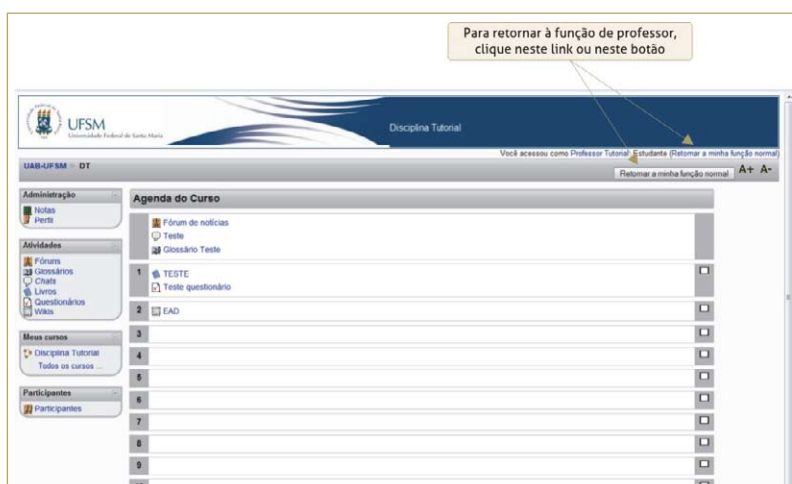 Para retornar à função de professor,
clique neste link ou neste botão
UFSM
Universidade Federal de Santa Maria
Disciplina Tutorial
Você acessou como Professor Tutorial: Estudante (Retornar a minha função normal)
UAB-UFSM ► DT
Retornar a minha função normal
A+ A-
Administração
Notas
Perfil
Atividades
Fóruns
Glossários
Chats
Livros
Questionários
Wikis
Meus cursos
Disciplina Tutorial
Todos os cursos ...
Participantes
Participantes
Agenda do Curso
Fórum de notícias
Teste
Glossário Teste
1 TESTE
Teste questionário
2 EAD
3
4
5
6
7
8
9